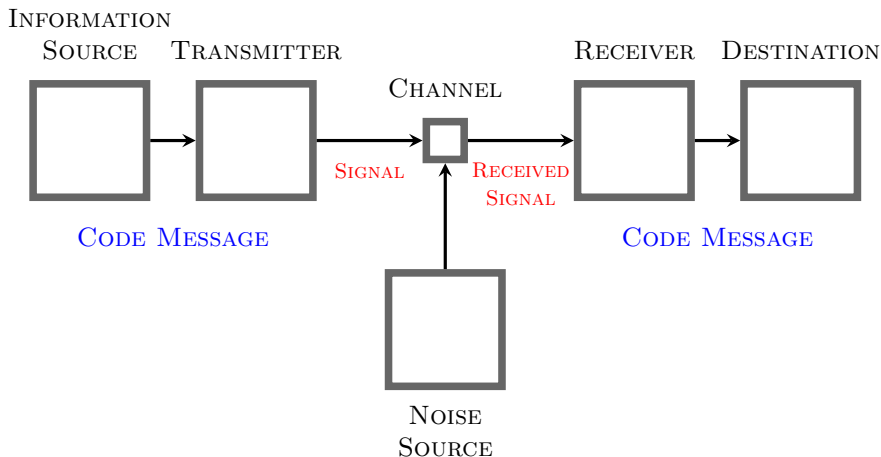 INFORMATION
SOURCE
TRANSMITTER
CHANNEL
RECEIVER
DESTINATION
SIGNAL
RECEIVED
SIGNAL
CODE MESSAGE
CODE MESSAGE
NOISE
SOURCE